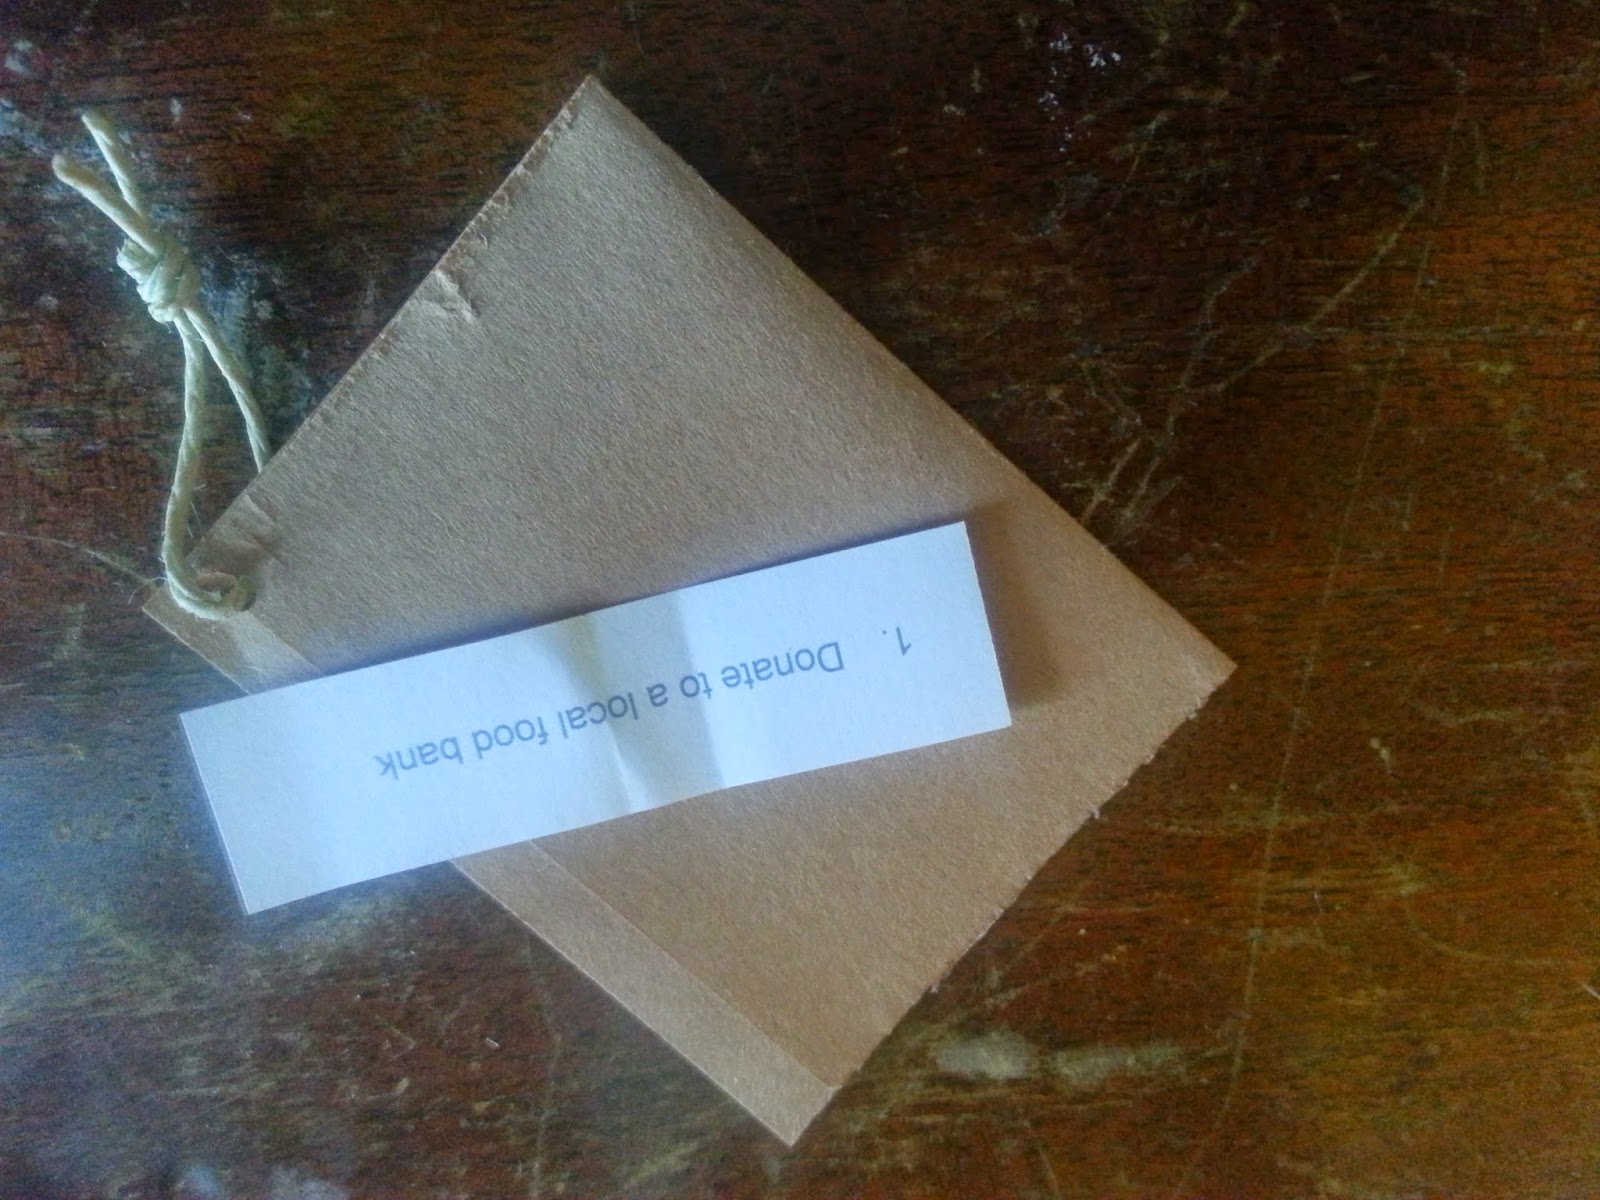 1. Donate to a local food bank